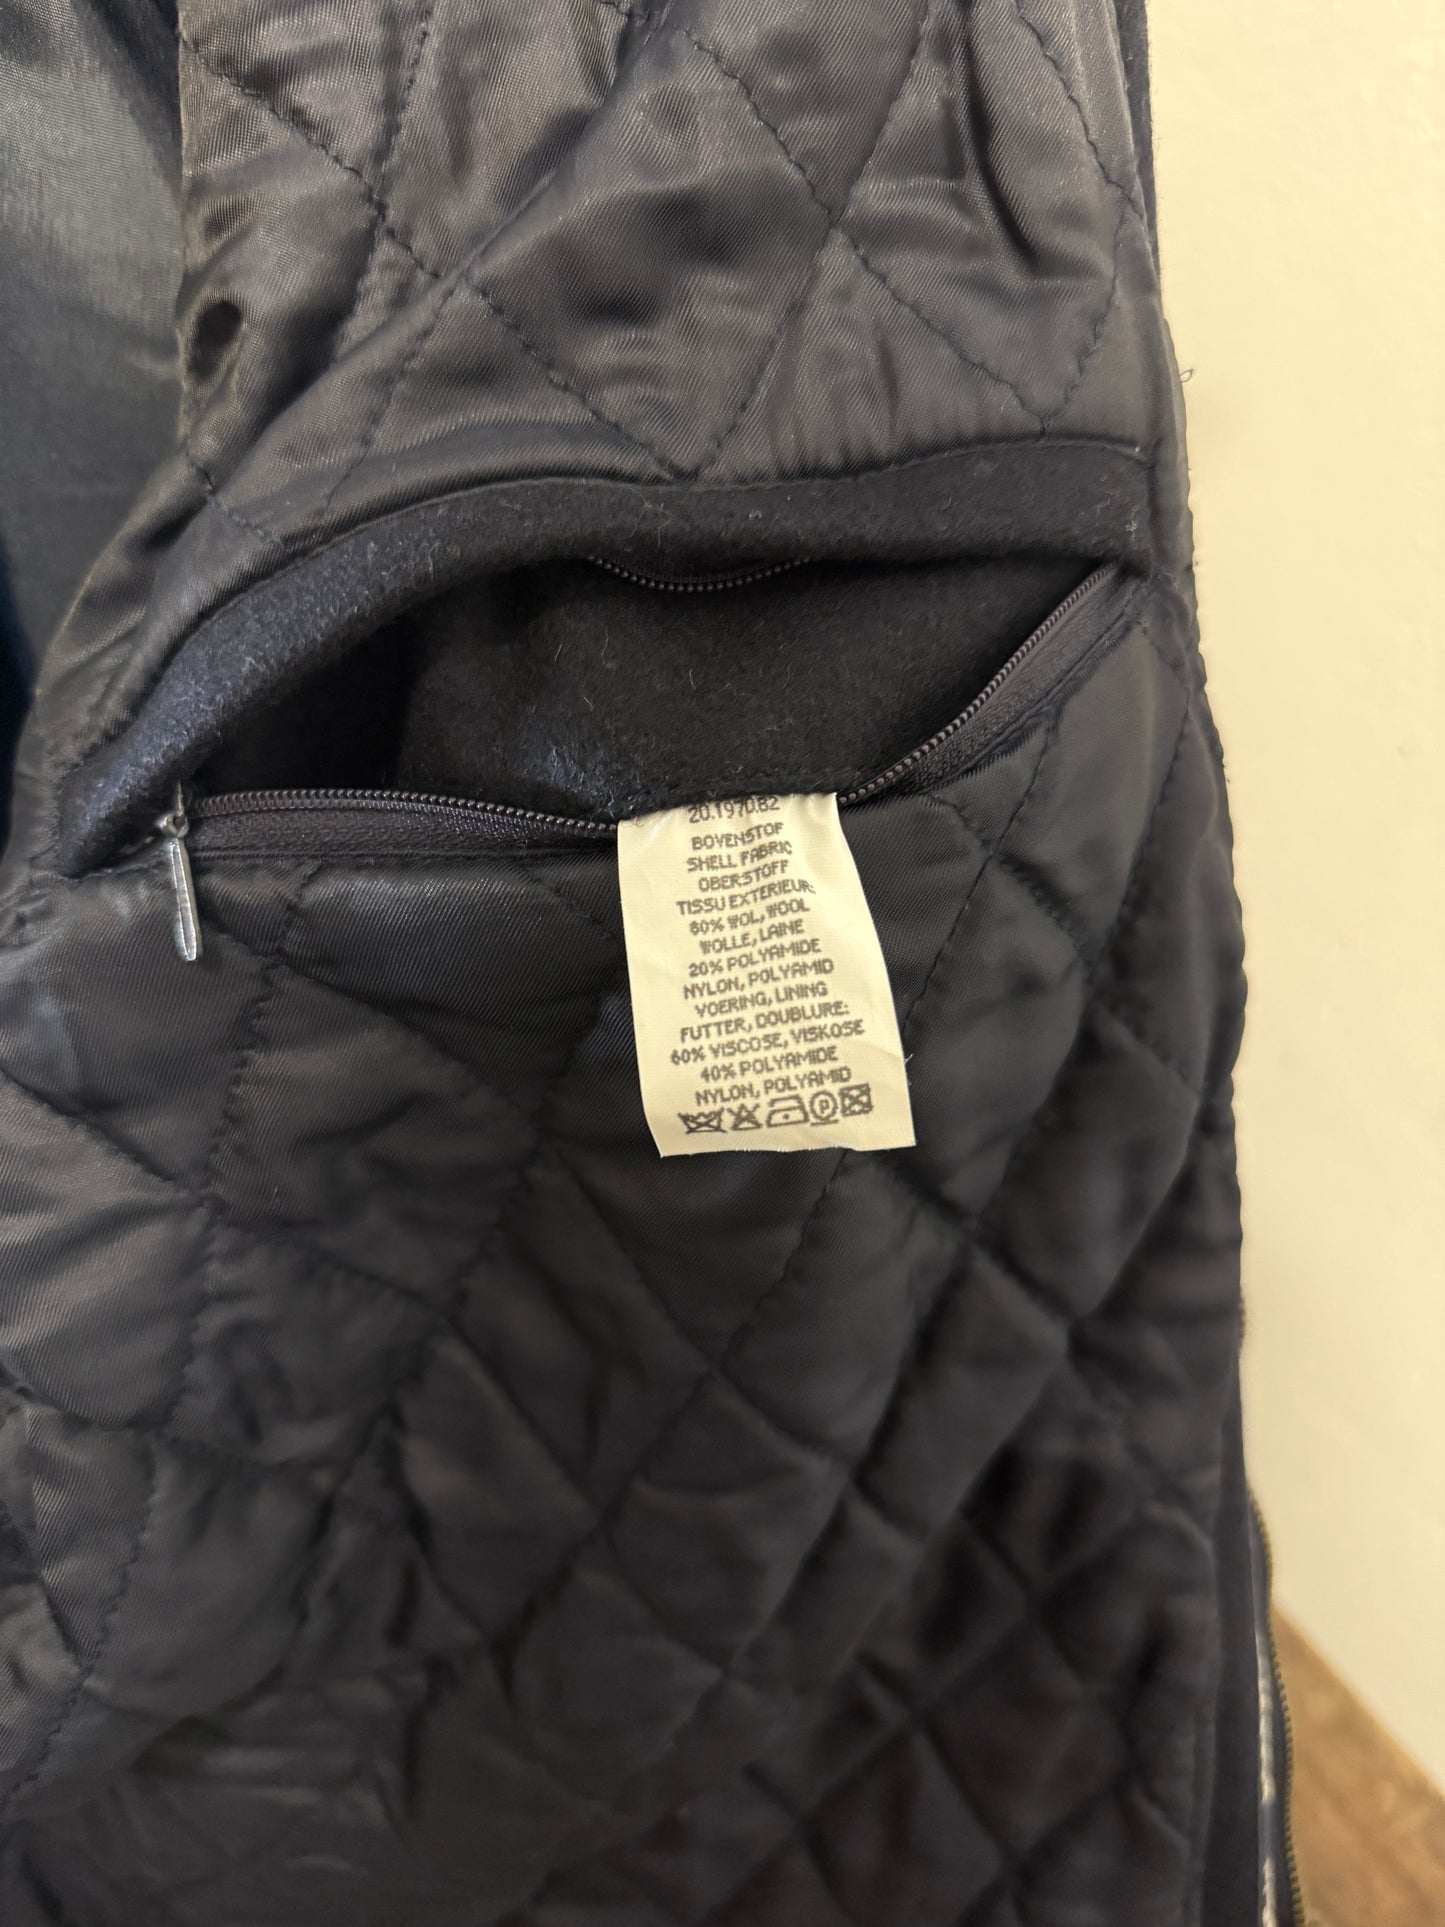 20.1970.82
BOVENSTOF
SHELL FABRIC
OBERSTOFF
TISSU EXTERIEUR:
80% WOL, WOOL
WOLLE, LAINE
20% POLYAMIDE
NYLON, POLYAMID
VOERING, LINING
FUTTER, DOUBLURE:
60% VISCOSE, VISKOSE
40% POLYAMIDE
NYLON, POLYAMID
P